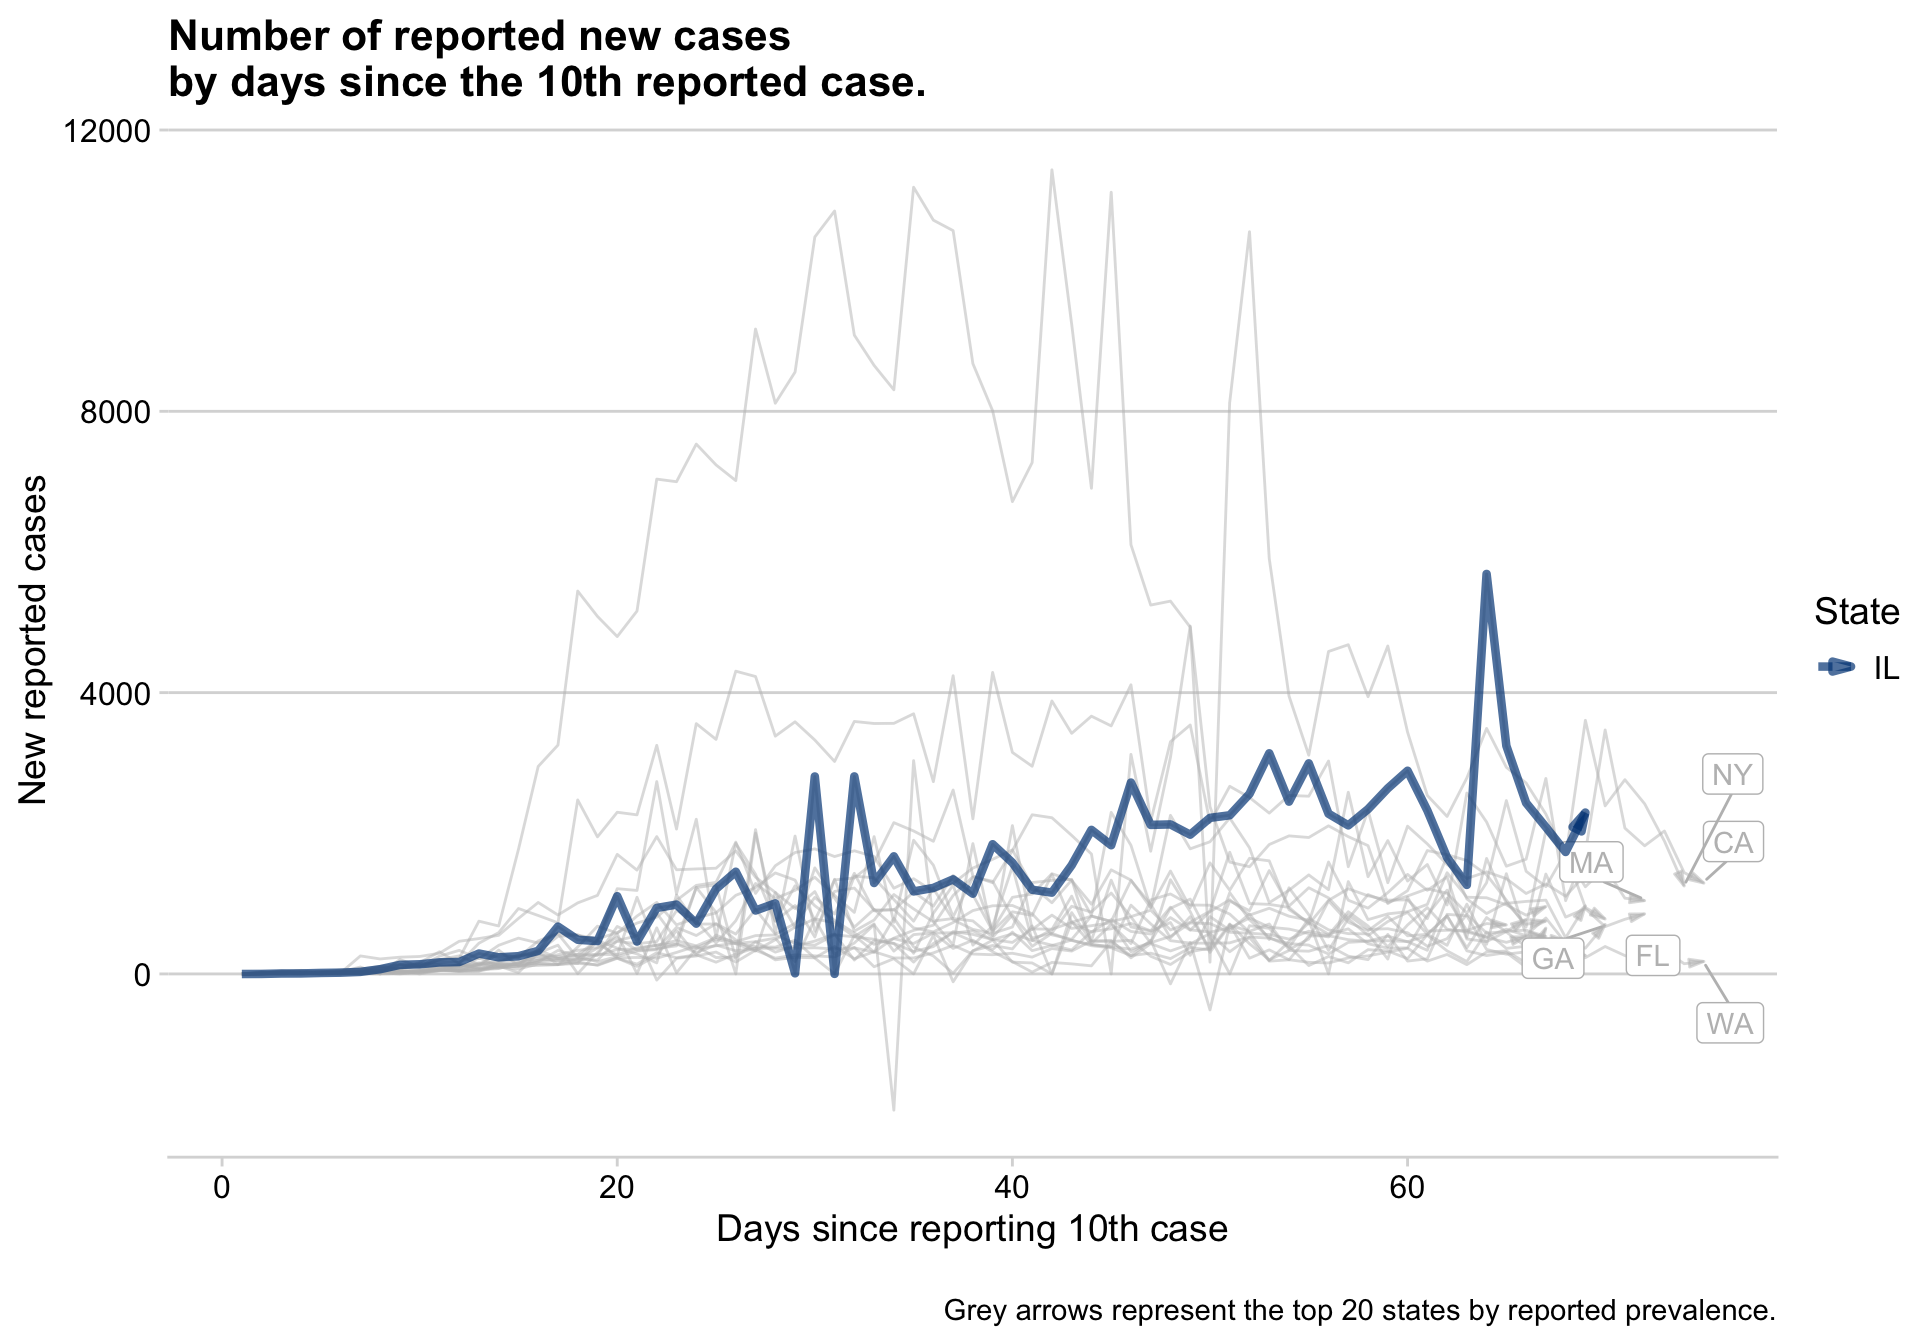 Number of reported new cases
by days since the 10th reported case.
12000
8000
4000
0
New reported cases
NY
CA
MA
GA
FL
WA
State
IL
0
20
40
60
Days since reporting 10th case
Grey arrows represent the top 20 states by reported prevalence.